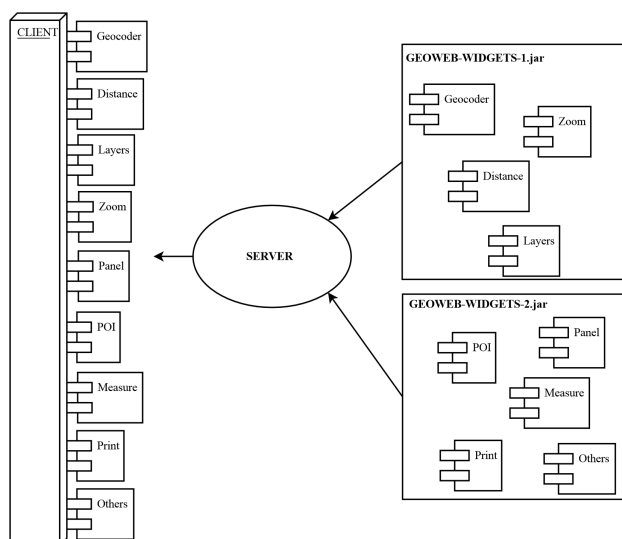 CLIENT
Geocoder
Distance
Layers
Zoom
Panel
POI
Measure
Print
Others
SERVER
GEOWEB-WIDGETS-1.jar
Geocoder
Zoom
Distance
Layers
GEOWEB-WIDGETS-2.jar
POI
Panel
Measure
Print
Others